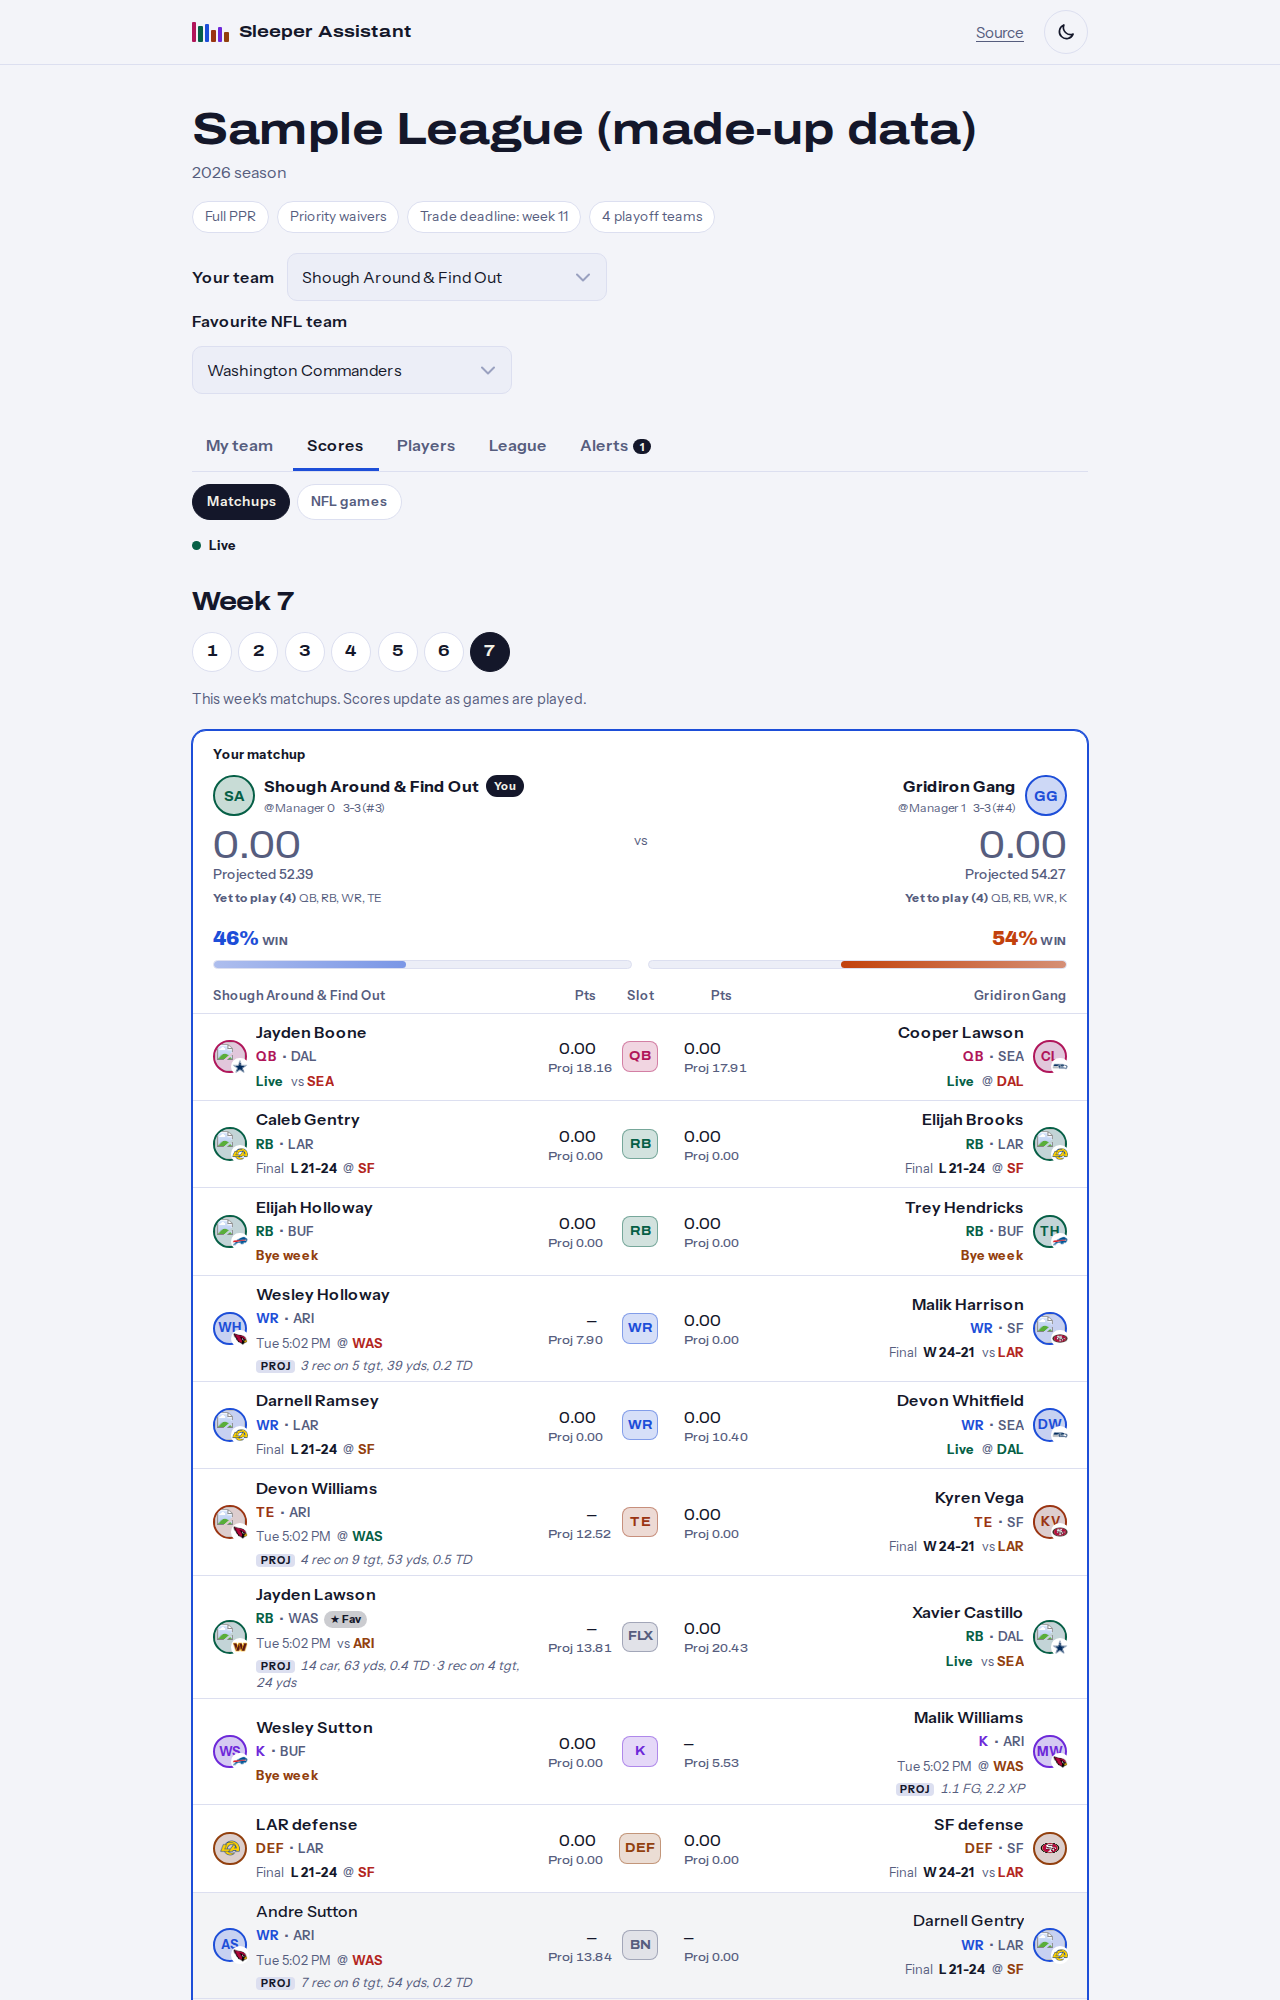 Sleeper Assistant
Source
Sample League (made-up data)
2026 season
Full PPR
Priority waivers
Trade deadline: week 11
4 playoff teams
Your team
Shough Around & Find Out
Favourite NFL team
Washington Commanders
My team
Scores
Players
League
Alerts 1
Matchups
NFL games
Live
Week 7
1 2 3 4 5 6 7
This week's matchups. Scores update as games are played.
Your matchup
SA Shough Around & Find Out You
@Manager 0 3-3 (#3)
Gridiron Gang GG
@Manager 1 3-3 (#4)
0.00 vs 0.00
Projected 52.39 Projected 54.27
Yet to play (4) QB, RB, WR, TE
Yet to play (4) QB, RB, WR, K
46% WIN 54% WIN
Shough Around & Find Out Pts Slot Pts Gridiron Gang
Jayden Boone
QB · DAL
Live vs SEA
0.00
Proj 18.16
QB
0.00
Proj 17.91
Cooper Lawson
QB · SEA
Live @ DAL
Caleb Gentry
RB · LAR
Final L 21-24 @ SF
0.00
Proj 0.00
RB
0.00
Proj 0.00
Elijah Brooks
RB · LAR
Final L 21-24 @ SF
Elijah Holloway
RB · BUF
Bye week
0.00
Proj 0.00
RB
0.00
Proj 0.00
Trey Hendricks
RB · BUF
Bye week
TH
WH
Wesley Holloway
WR · ARI
Tue 5:02 PM @ WAS
PROJ 3 rec on 5 tgt, 39 yds, 0.2 TD
–
Proj 7.90
WR
0.00
Proj 0.00
Malik Harrison
WR · SF
Final W 24-21 vs LAR
Darnell Ramsey
WR · LAR
Final L 21-24 @ SF
0.00
Proj 0.00
WR
0.00
Proj 10.40
Devon Whitfield
WR · SEA
Live @ DAL
DW
Devon Williams
TE · ARI
Tue 5:02 PM @ WAS
PROJ 4 rec on 9 tgt, 53 yds, 0.5 TD
–
Proj 12.52
TE
0.00
Proj 0.00
Kyren Vega
TE · SF
Final W 24-21 vs LAR
KV
Jayden Lawson
RB · WAS ★ Fav
Tue 5:02 PM vs ARI
PROJ 14 car, 63 yds, 0.4 TD · 3 rec on 4 tgt,
24 yds
–
Proj 13.81
FLX
0.00
Proj 20.43
Xavier Castillo
RB · DAL
Live vs SEA
WS
Wesley Sutton
K · BUF
Bye week
0.00
Proj 0.00
K
–
Proj 5.53
Malik Williams
K · ARI
Tue 5:02 PM @ WAS
PROJ 1.1 FG, 2.2 XP
MW
LAR defense
DEF · LAR
Final L 21-24 @ SF
0.00
Proj 0.00
DEF
0.00
Proj 0.00
SF defense
DEF · SF
Final W 24-21 vs LAR
AS
Andre Sutton
WR · ARI
Tue 5:02 PM @ WAS
PROJ 7 rec on 6 tgt, 54 yds, 0.2 TD
–
Proj 13.84
BN
–
Proj 0.00
Darnell Gentry
WR · LAR
Final L 21-24 @ SF